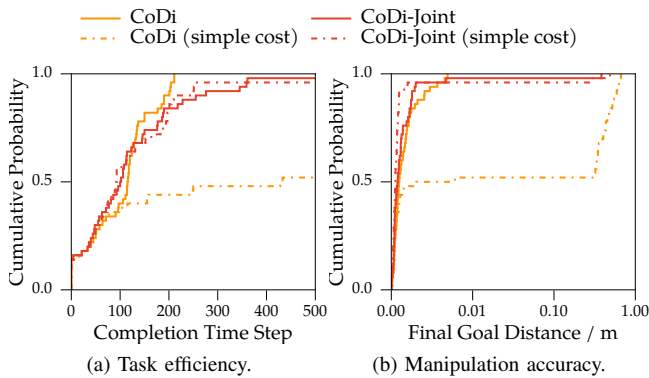 CoDi CoDi-Joint
CoDi (simple cost) CoDi-Joint (simple cost)
Cumulative Probability
1.0
0.5
0.0
0 100 200 300 400 500
Completion Time Step
(a) Task efficiency.
Cumulative Probability
1.0
0.5
0.0
0.00 0.01 0.10 1.00
Final Goal Distance / m
(b) Manipulation accuracy.